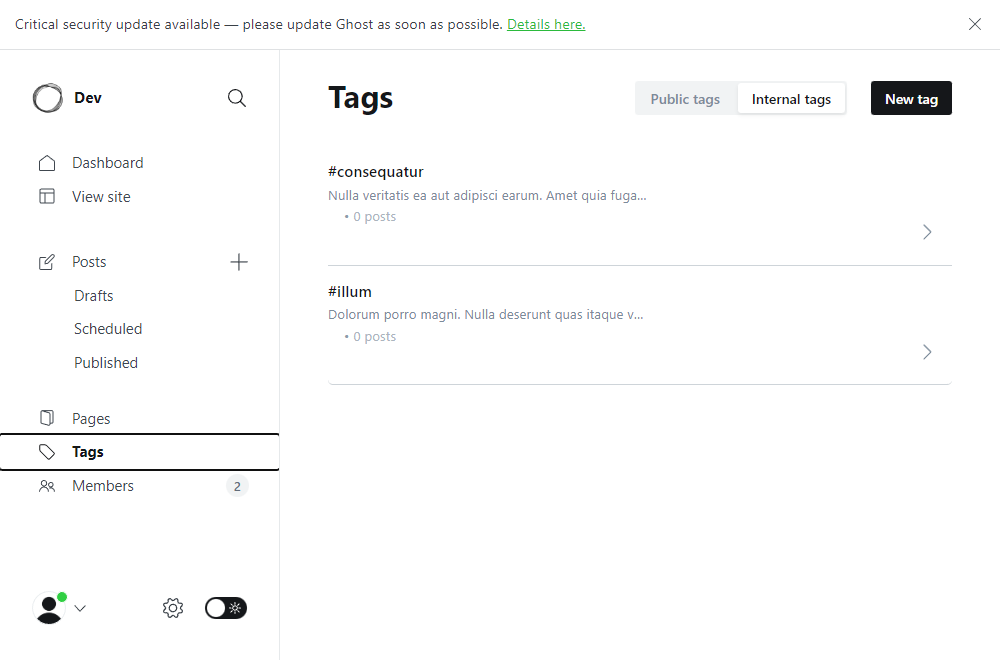 Critical security update available — please update Ghost as soon as possible. Details here.
Dev
Dashboard
View site
Posts
Drafts
Scheduled
Published
Pages
Tags
Members
2
Tags
Public tags
Internal tags
New tag
#consequatur
Nulla veritatis ea aut adipisci earum. Amet quia fuga...
• 0 posts
#illum
Dolorum porro magni. Nulla deserunt quas itaque v...
• 0 posts